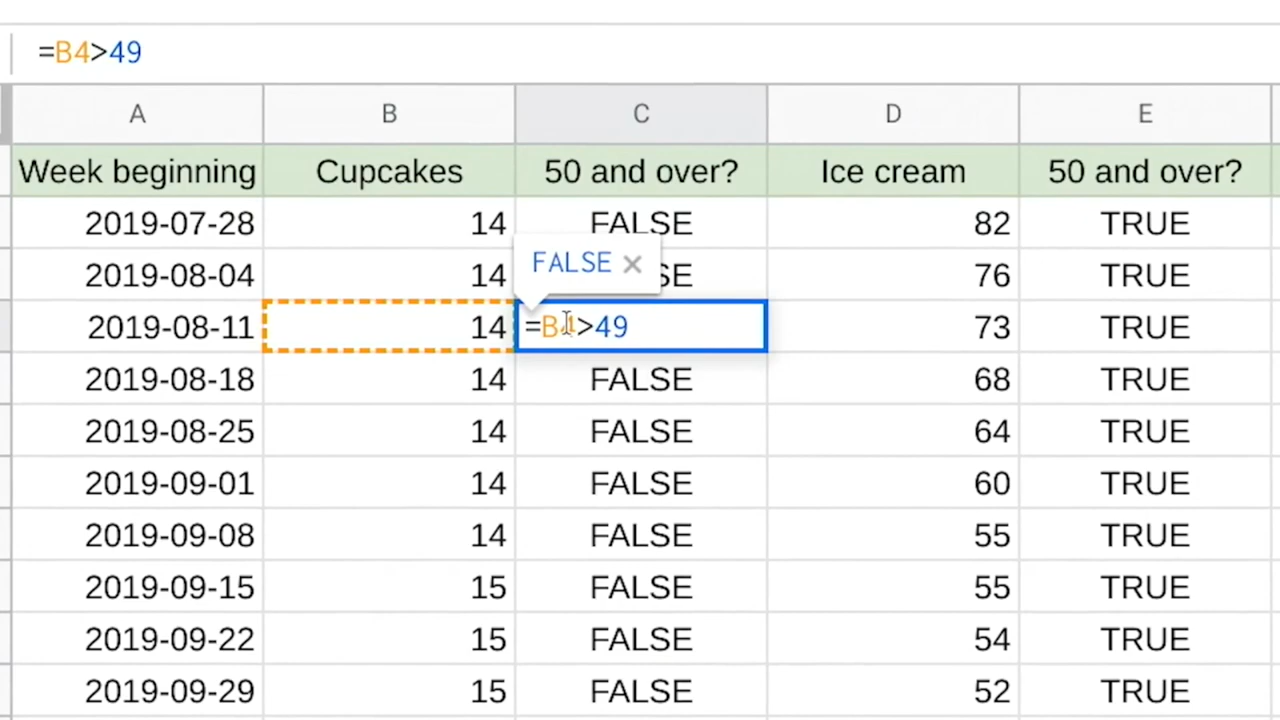 =B4>49
A B C D E
Week beginning Cupcakes 50 and over? Ice cream 50 and over?
2019-07-28 14 FALSE 82 TRUE
FALSE ×
2019-08-04 14 SE 76 TRUE
2019-08-11 14 =B4>49 73 TRUE
2019-08-18 14 FALSE 68 TRUE
2019-08-25 14 FALSE 64 TRUE
2019-09-01 14 FALSE 60 TRUE
2019-09-08 14 FALSE 55 TRUE
2019-09-15 15 FALSE 55 TRUE
2019-09-22 15 FALSE 54 TRUE
2019-09-29 15 FALSE 52 TRUE